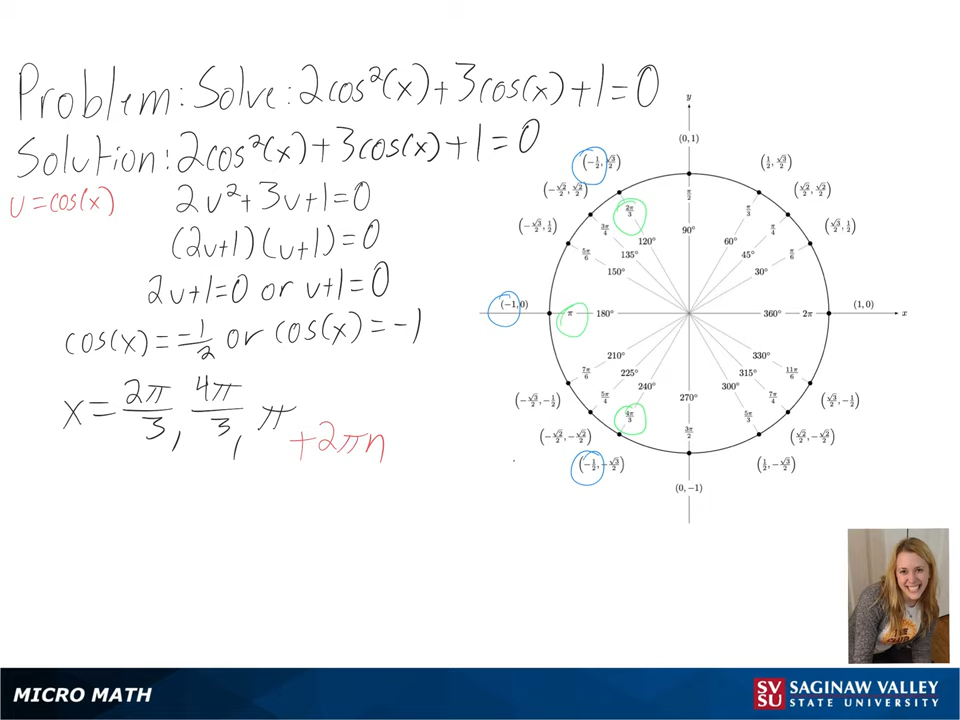 Problem: Solve: 2cos²(x)+3cos(x)+1=0
Solution: 2cos²(x)+3cos(x)+1=0
u=cos(x)
2u²+3u+1=0
(2u+1)(u+1)=0
2u+1=0 or u+1=0
cos(x)=-1/2 or cos(x)=-1
x=2π/3, 4π/3, π
+2πn
y
(0, 1)
(-1/2, √3/2)
(1/2, √3/2)
(-√2/2, √2/2)
(√2/2, √2/2)
(-√3/2, 1/2)
(√3/2, 1/2)
2π/3
π/2
π/3
3π/4
π/4
5π/6
π/6
120°
90°
60°
135°
45°
150°
30°
(-1, 0)
π
180°
360°
2π
(1, 0)
x
210°
330°
7π/6
11π/6
225°
315°
5π/4
7π/4
240°
270°
300°
4π/3
3π/2
5π/3
(-√3/2, -1/2)
(√3/2, -1/2)
(-√2/2, -√2/2)
(√2/2, -√2/2)
(-1/2, -√3/2)
(1/2, -√3/2)
(0, -1)
MICRO MATH
SV
SU
SAGINAW VALLEY
STATE UNIVERSITY